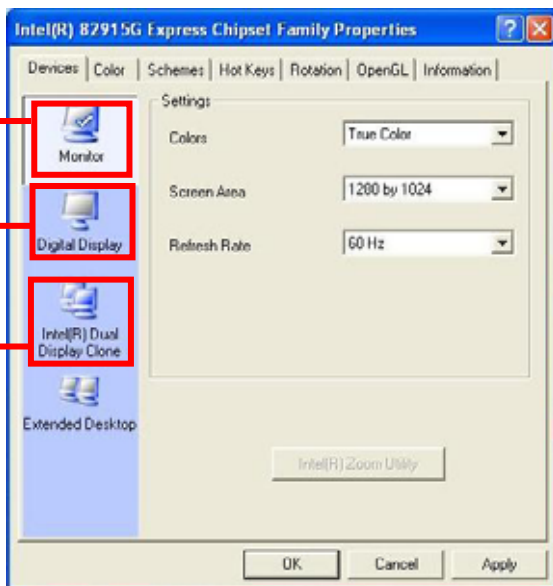 Intel(R) 82915G Express Chipset Family Properties
Devices Color Schemes Hot Keys Rotation OpenGL Information
Monitor
Digital Display
Intel(R) Dual
Display Clone
Extended Desktop
Settings
Colors True Color
Screen Area 1280 by 1024
Refresh Rate 60 Hz
Intel(R) Zoom Utility
OK Cancel Apply